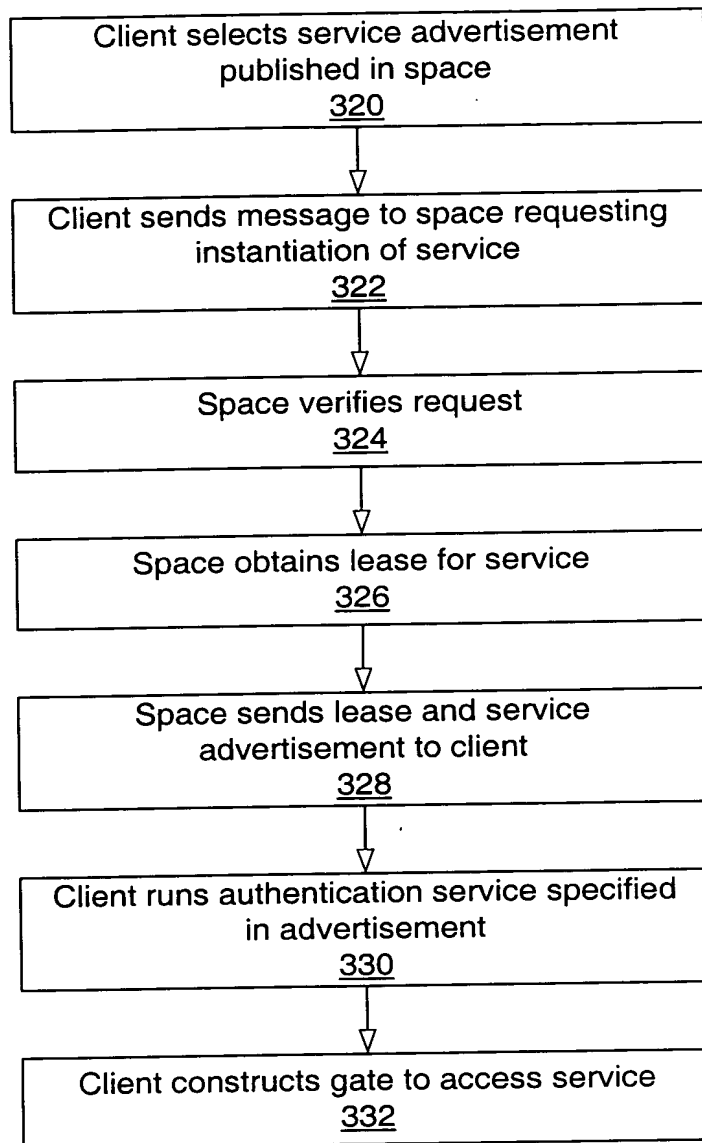 Client selects service advertisement
published in space
320
Client sends message to space requesting
instantiation of service
322
Space verifies request
324
Space obtains lease for service
326
Space sends lease and service
advertisement to client
328
Client runs authentication service specified
in advertisement
330
Client constructs gate to access service
332